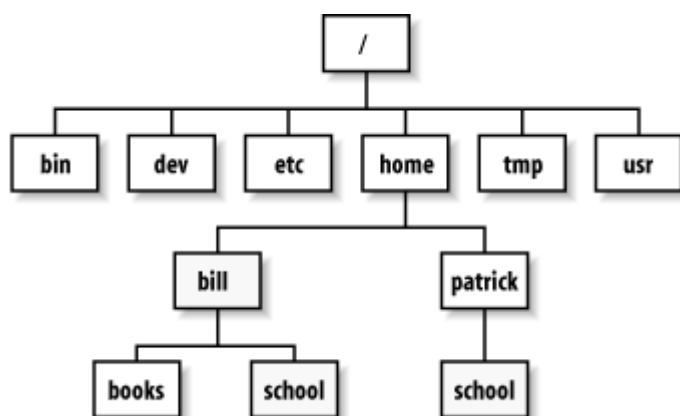 /
bin dev etc home tmp usr
bill patrick
books school school